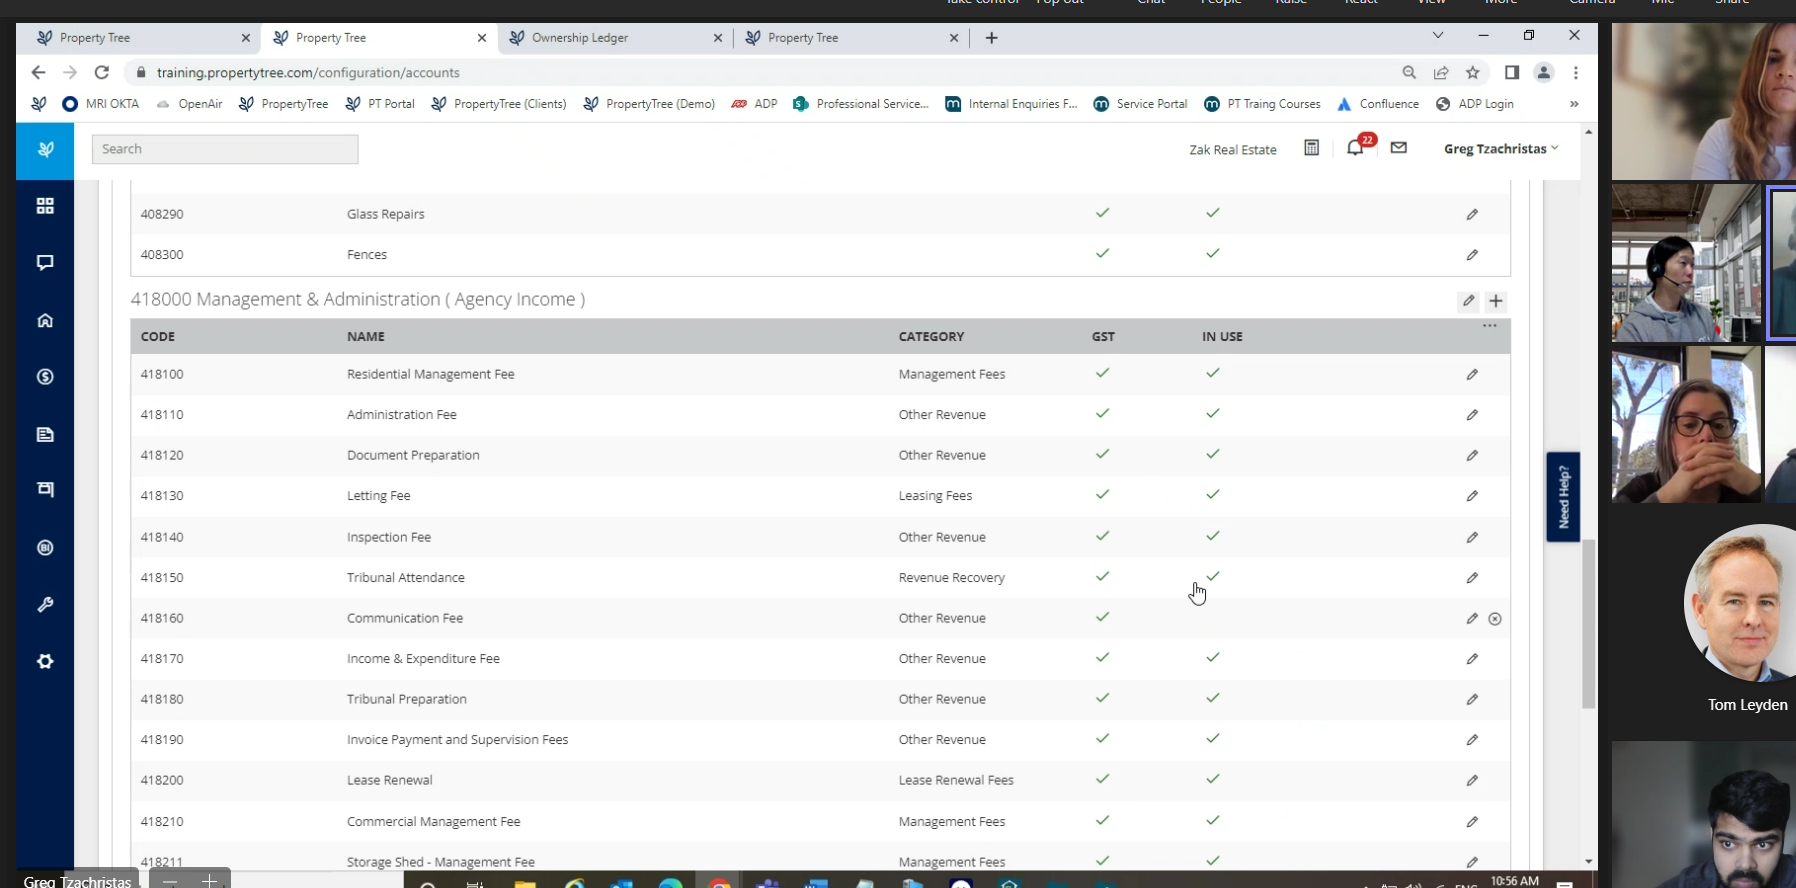 Take control Pop out Chat People Raise React View More Camera Mic Share
Property Tree Property Tree Ownership Ledger Property Tree
training.propertytree.com/configuration/accounts
MRI OKTA OpenAir PropertyTree PT Portal PropertyTree (Clients) PropertyTree (Demo) ADP Professional Service... Internal Enquiries F... Service Portal PT Traing Courses Confluence ADP Login »
Search Zak Real Estate 22 Greg Tzachristas
408290 Glass Repairs
408300 Fences
418000 Management & Administration ( Agency Income )
CODE NAME CATEGORY GST IN USE ...
418100 Residential Management Fee Management Fees
418110 Administration Fee Other Revenue
418120 Document Preparation Other Revenue
418130 Letting Fee Leasing Fees
418140 Inspection Fee Other Revenue
418150 Tribunal Attendance Revenue Recovery
418160 Communication Fee Other Revenue
418170 Income & Expenditure Fee Other Revenue
418180 Tribunal Preparation Other Revenue
418190 Invoice Payment and Supervision Fees Other Revenue
418200 Lease Renewal Lease Renewal Fees
418210 Commercial Management Fee Management Fees
418211 Storage Shed - Management Fee Management Fees
BI
Need Help?
Tom Leyden
Greg Tzachristas
ENG 10:56 AM